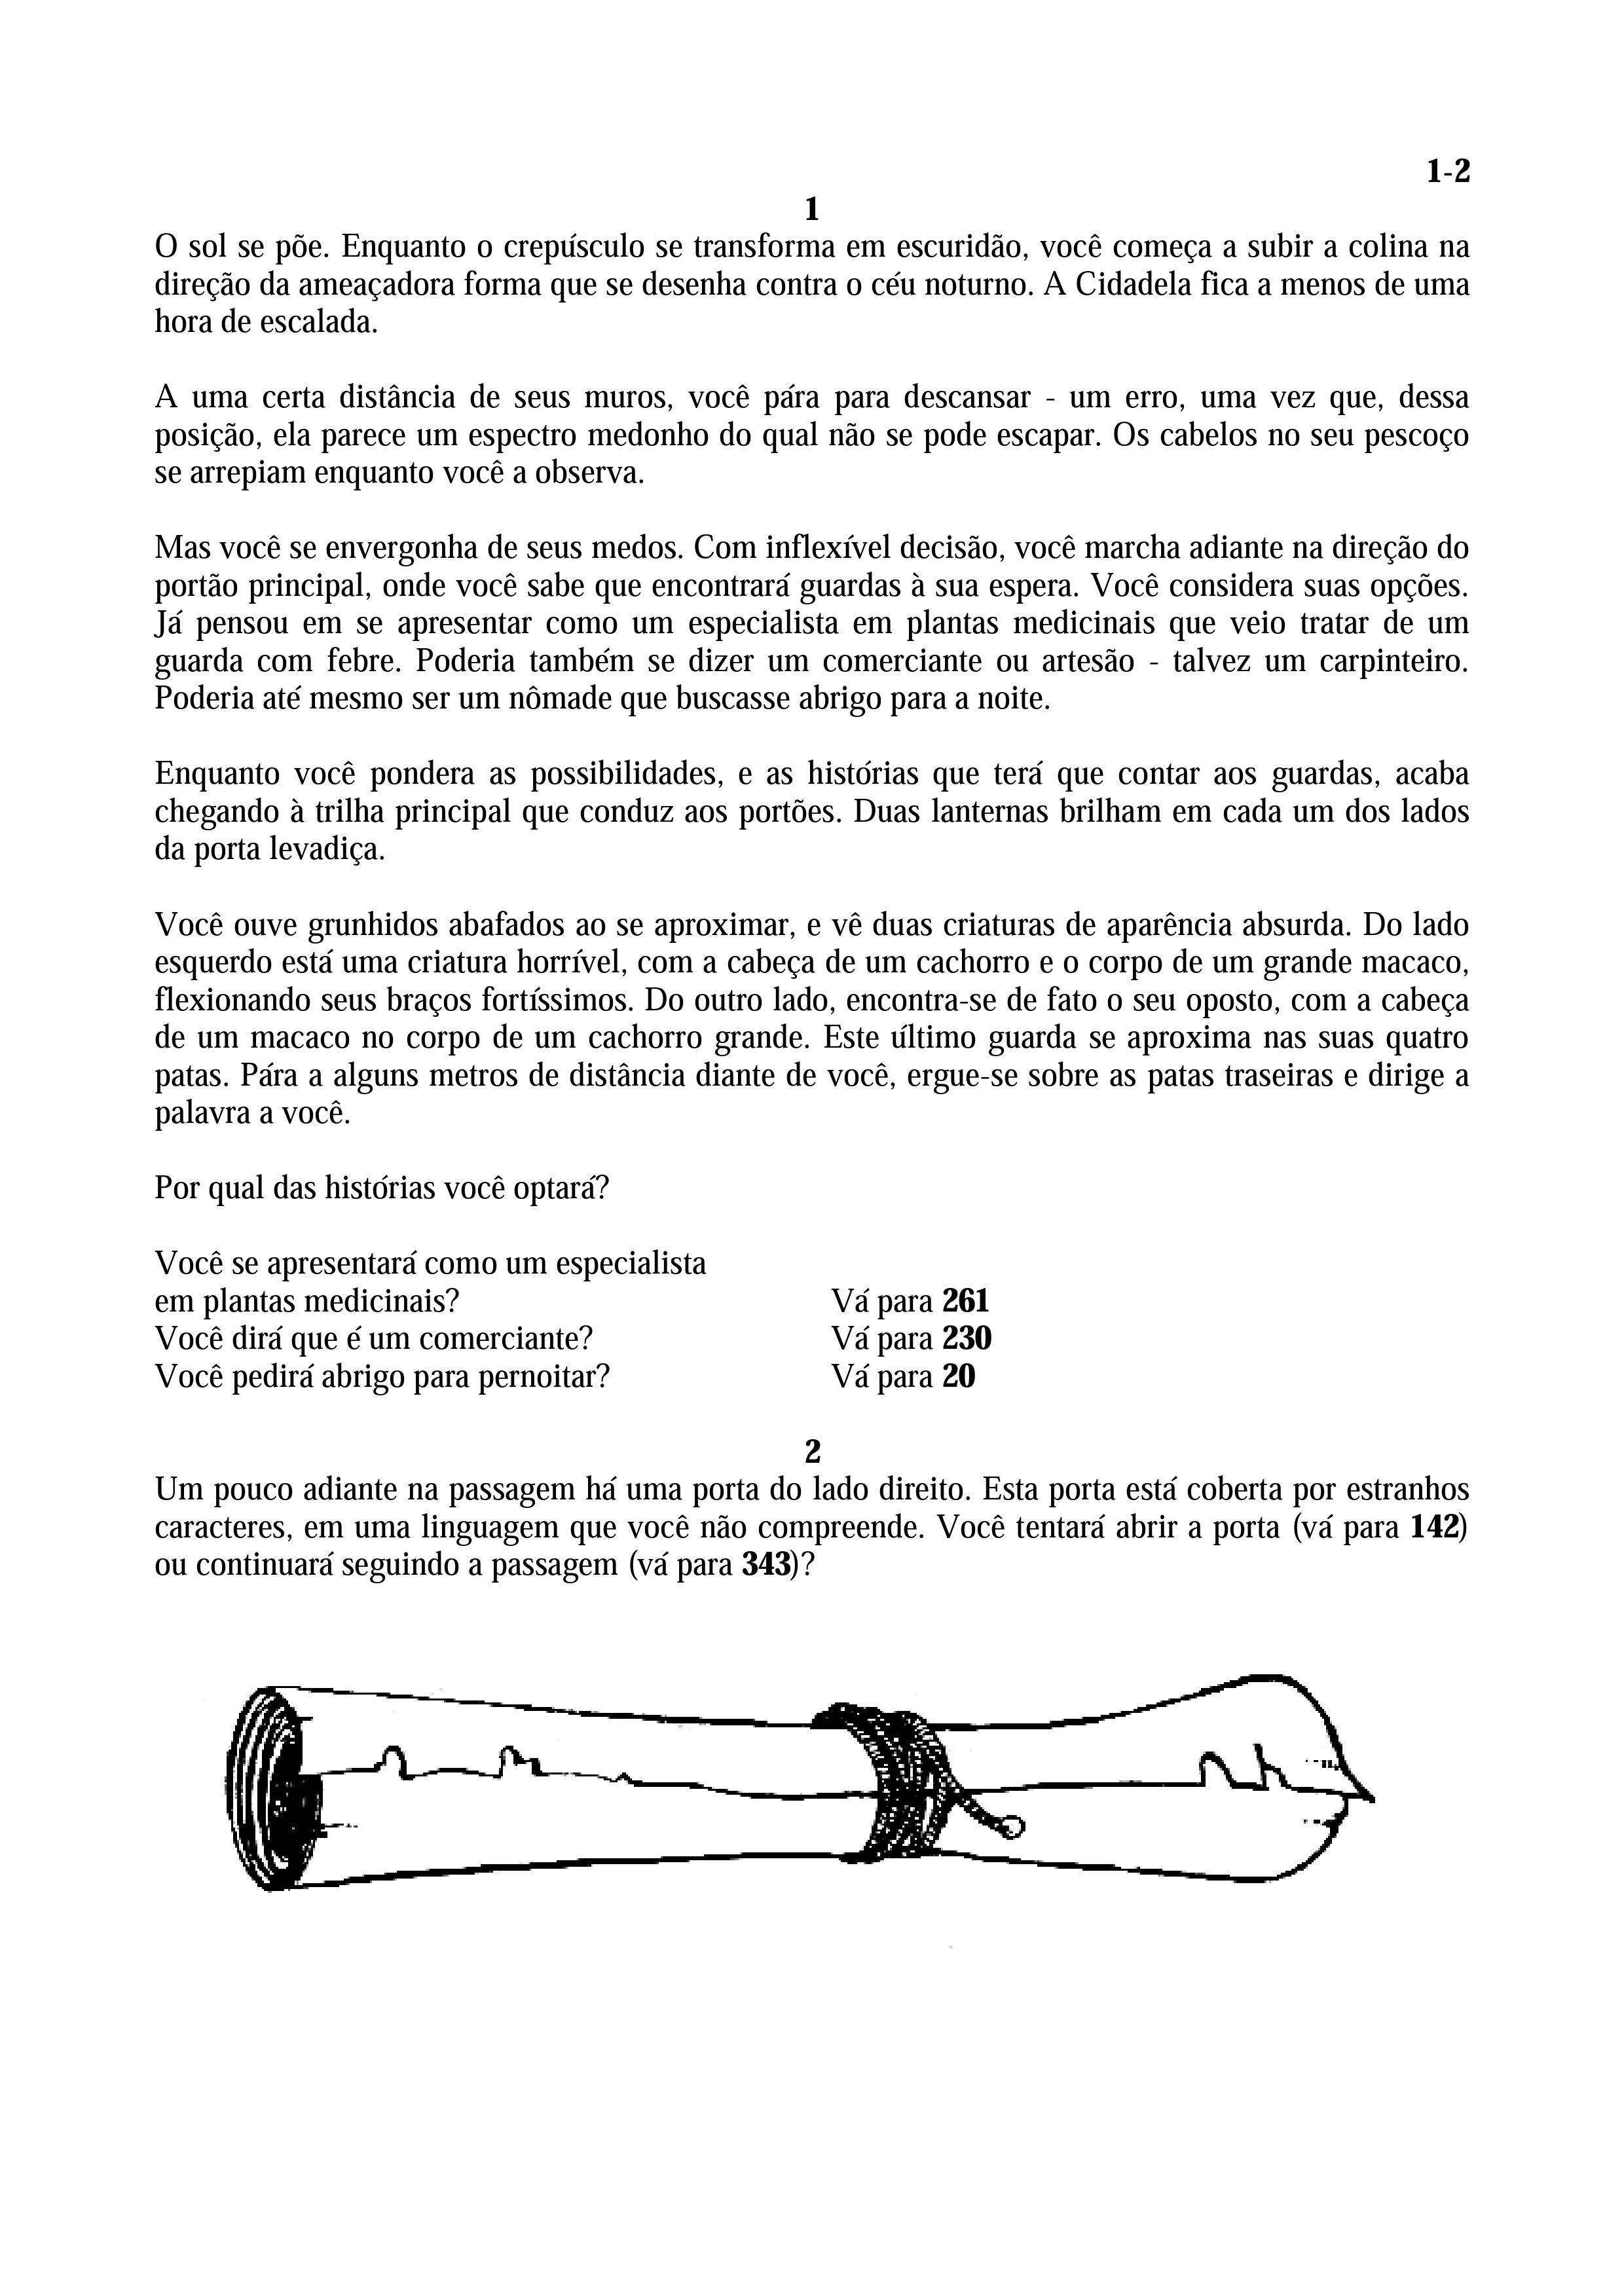 1-2
1
O sol se põe. Enquanto o crepúsculo se transforma em escuridão, você começa a subir a colina na
direção da ameaçadora forma que se desenha contra o céu noturno. A Cidadela fica a menos de uma
hora de escalada.
A uma certa distância de seus muros, você pára para descansar - um erro, uma vez que, dessa
posição, ela parece um espectro medonho do qual não se pode escapar. Os cabelos no seu pescoço
se arrepiam enquanto você a observa.
Mas você se envergonha de seus medos. Com inflexível decisão, você marcha adiante na direção do
portão principal, onde você sabe que encontrará guardas à sua espera. Você considera suas opções.
Já pensou em se apresentar como um especialista em plantas medicinais que veio tratar de um
guarda com febre. Poderia também se dizer um comerciante ou artesão - talvez um carpinteiro.
Poderia até mesmo ser um nômade que buscasse abrigo para a noite.
Enquanto você pondera as possibilidades, e as histórias que terá que contar aos guardas, acaba
chegando à trilha principal que conduz aos portões. Duas lanternas brilham em cada um dos lados
da porta levadiça.
Você ouve grunhidos abafados ao se aproximar, e vê duas criaturas de aparência absurda. Do lado
esquerdo está uma criatura horrível, com a cabeça de um cachorro e o corpo de um grande macaco,
flexionando seus braços fortíssimos. Do outro lado, encontra-se de fato o seu oposto, com a cabeça
de um macaco no corpo de um cachorro grande. Este último guarda se aproxima nas suas quatro
patas. Pára a alguns metros de distância diante de você, ergue-se sobre as patas traseiras e dirige a
palavra a você.
Por qual das histórias você optará?
Você se apresentará como um especialista
em plantas medicinais? Vá para 261
Você dirá que é um comerciante? Vá para 230
Você pedirá abrigo para pernoitar? Vá para 20
2
Um pouco adiante na passagem há uma porta do lado direito. Esta porta está coberta por estranhos
caracteres, em uma linguagem que você não compreende. Você tentará abrir a porta (vá para 142)
ou continuará seguindo a passagem (vá para 343)?